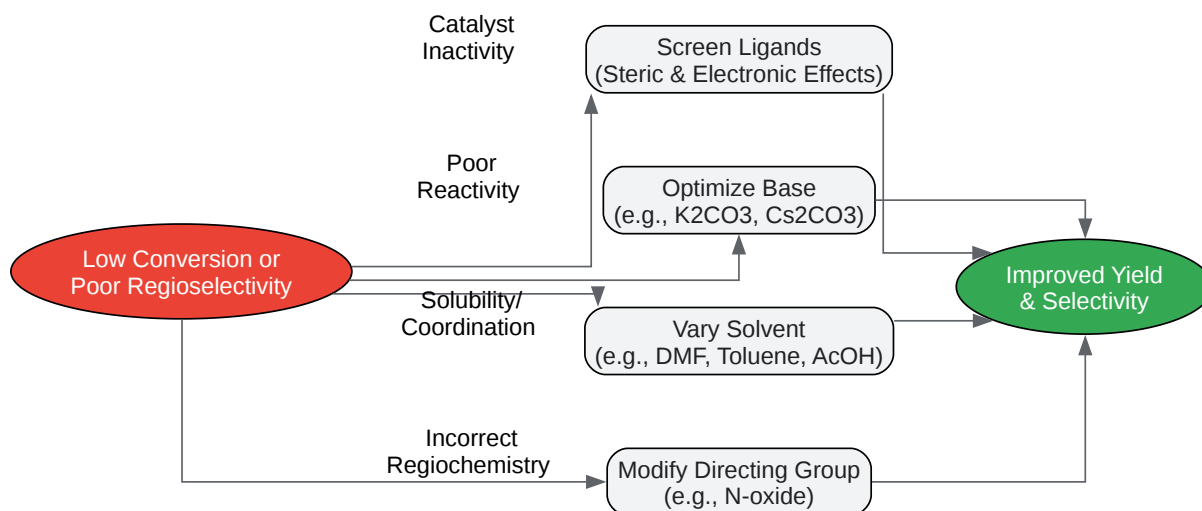 Catalyst
Inactivity
Screen Ligands
(Steric & Electronic Effects)
Poor
Reactivity
Optimize Base
(e.g., K2CO3, Cs2CO3)
Low Conversion or
Poor Regioselectivity
Improved Yield
& Selectivity
Solubility/
Coordination
Vary Solvent
(e.g., DMF, Toluene, AcOH)
Incorrect
Regiochemistry
Modify Directing Group
(e.g., N-oxide)